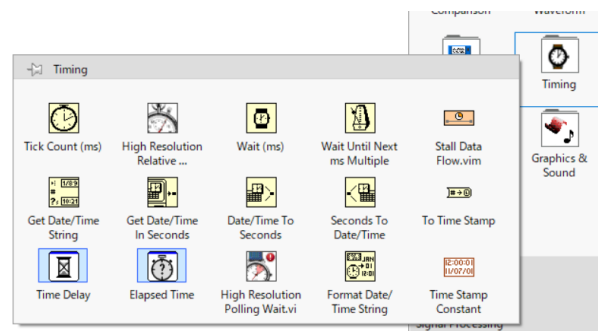 Comparison
Waveform
Timing
Timing
Tick Count (ms)
High Resolution
Relative ...
Wait (ms)
Wait Until Next
ms Multiple
Stall Data
Flow.vim
Graphics &
Sound
Get Date/Time
String
Get Date/Time
In Seconds
Date/Time To
Seconds
Seconds To
Date/Time
To Time Stamp
Time Delay
Elapsed Time
High Resolution
Polling Wait.vi
Format Date/
Time String
Time Stamp
Constant
Signal Processing